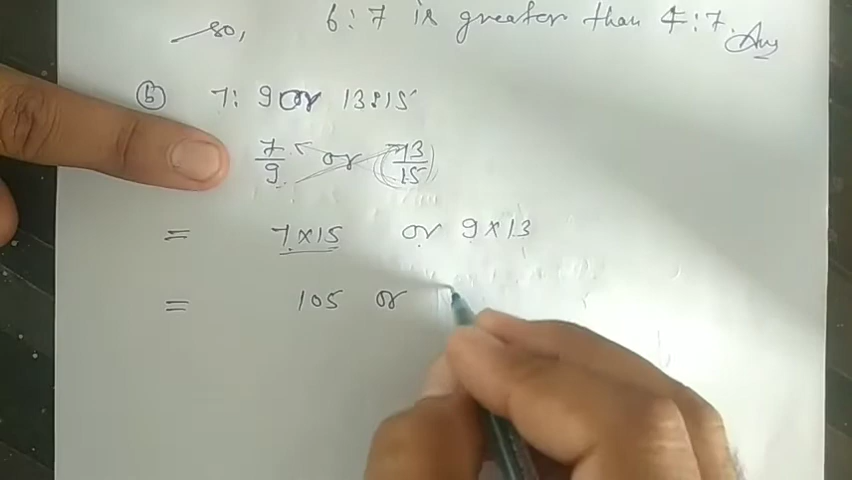 so, 6 : 7 is greater than 4 : 7. Ans
(b) 7 : 9 or 13 : 15
7/9 or (13/15)
= 7 × 15 or 9 × 13
= 105 or 1